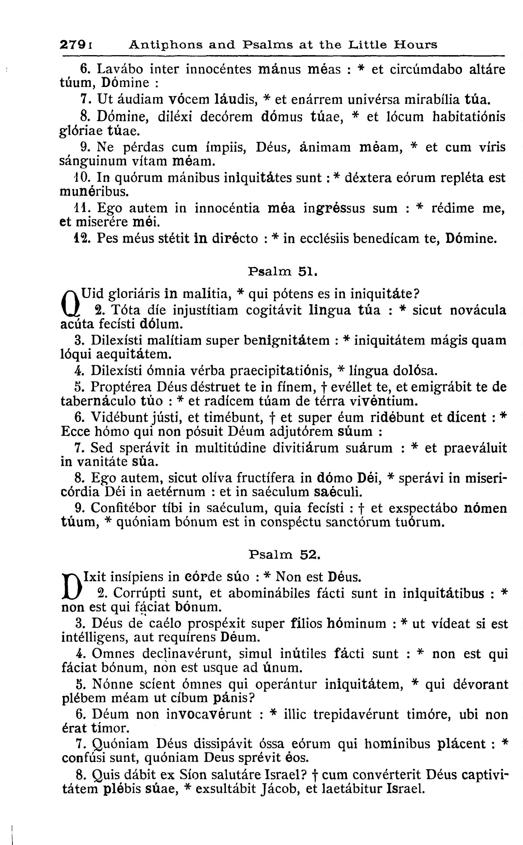 279I Antiphons and Psalms at the Little Hours
6. Lavábo inter innocéntes mánus méas : * et circúmdabo altáre
túum, Dómine :
7. Ut áudiam vócem láudis, * et enárrem univérsa mirabília túa.
8. Dómine, diléxi decórem dómus túae, * et lócum habitatiónis
glóriae túae.
9. Ne pérdas cum ímpiis, Déus, ánimam méam, * et cum víris
sánguinum vítam méam.
10. In quórum mánibus iniquitátes sunt : * déxtera eórum repléta est
munéribus.
11. Ego autem in innocéntia méa ingréssus sum : * rédime me,
et miserére méi.
12. Pes méus stétit in dirécto : * in ecclésiis benedícam te, Dómine.
Psalm 51.
QUid gloriáris in malítia, * qui pótens es in iniquitáte?
2. Tóta díe injustítiam cogitávit língua túa : * sicut novácula
acúta fecísti dólum.
3. Dilexísti malítiam super benignitátem : * iniquitátem mágis quam
lóqui aequitátem.
4. Dilexísti ómnia vérba praecipitatiónis, * língua dolósa.
5. Proptérea Déus déstruet te in fínem, † evéllet te, et emigrábit te de
tabernáculo túo : * et radícem túam de térra vivéntium.
6. Vidébunt jústi, et timébunt, † et super éum ridébunt et dícent : *
Ecce hómo qui non pósuit Déum adjutórem súum :
7. Sed sperávit in multitúdine divitiárum suárum : * et praeváluit
in vanitáte súa.
8. Ego autem, sicut olíva fructífera in dómo Déi, * sperávi in miseri-
córdia Déi in aetérnum : et in saéculum saéculi.
9. Confitébor tíbi in saéculum, quia fecísti : † et exspectábo nómen
túum, * quóniam bónum est in conspéctu sanctórum tuórum.
Psalm 52.
DIxit insípiens in córde súo : * Non est Déus.
2. Corrúpti sunt, et abominábiles fácti sunt in iniquitátibus : *
non est qui fáciat bónum.
3. Déus de caélo prospéxit super fílios hóminum : * ut vídeat si est
intélligens, aut requírens Déum.
4. Omnes declinavérunt, simul inútiles fácti sunt : * non est qui
fáciat bónum, non est usque ad únum.
5. Nónne scíent ómnes qui operántur iniquitátem, * qui dévorant
plébem méam ut cíbum pánis?
6. Déum non invocavérunt : * illic trepidavérunt timóre, ubi non
érat tímor.
7. Quóniam Déus dissipávit óssa eórum qui homínibus plácent : *
confúsi sunt, quóniam Deus sprévit éos.
8. Quis dábit ex Síon salutáre Israel? † cum convérterit Déus captivi-
tátem plébis súae, * exsultábit Jácob, et laetábitur Israel.